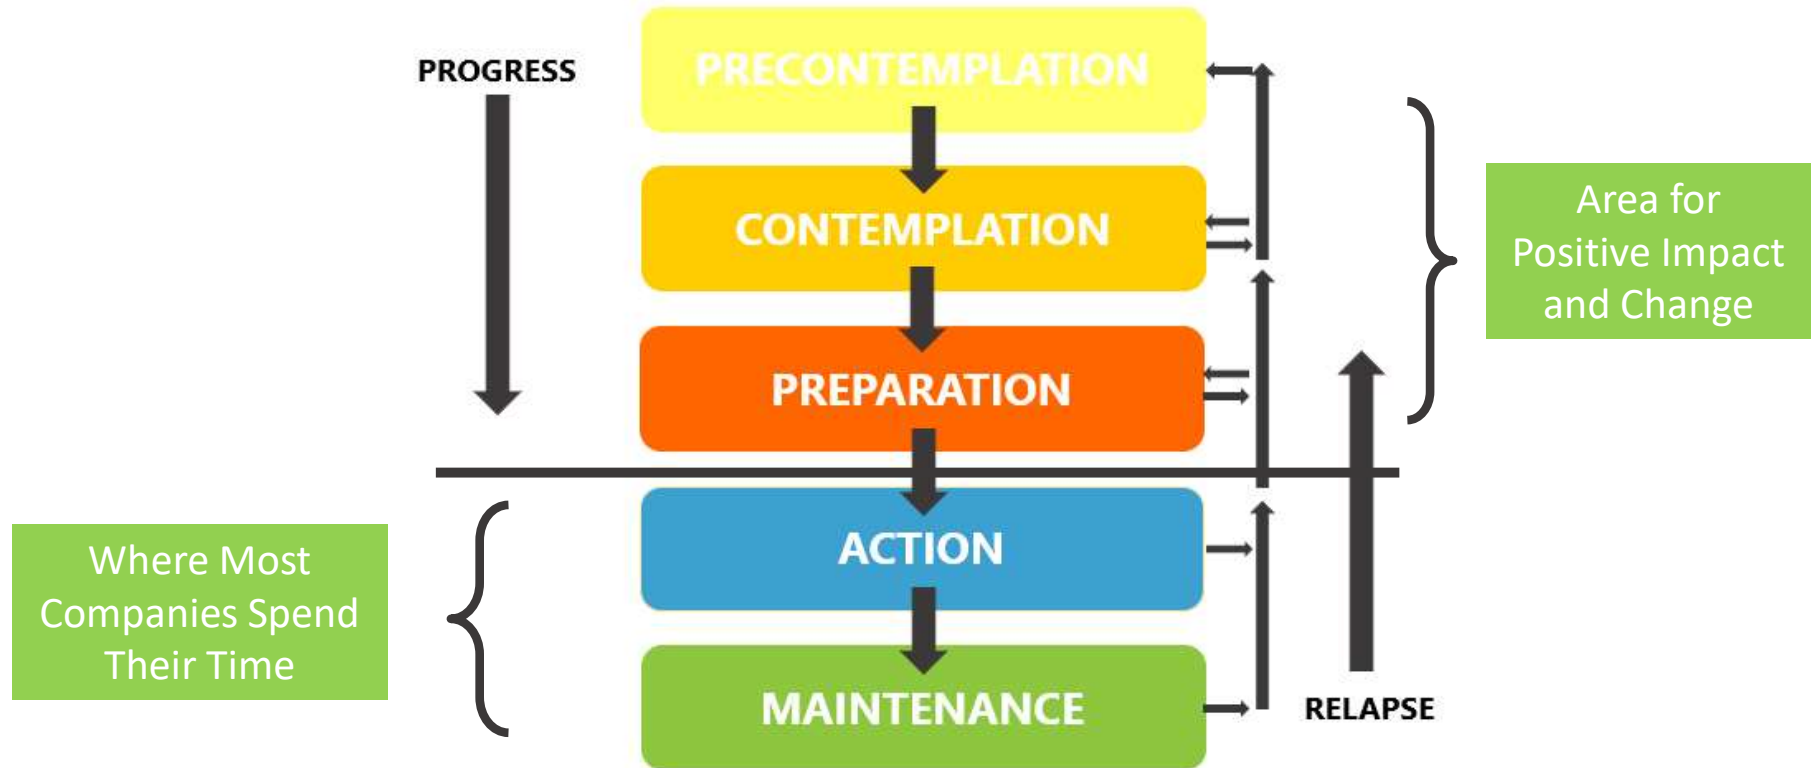 PROGRESS
PRECONTEMPLATION
CONTEMPLATION
PREPARATION
Area for
Positive Impact
and Change
Where Most
Companies Spend
Their Time
ACTION
MAINTENANCE
RELAPSE